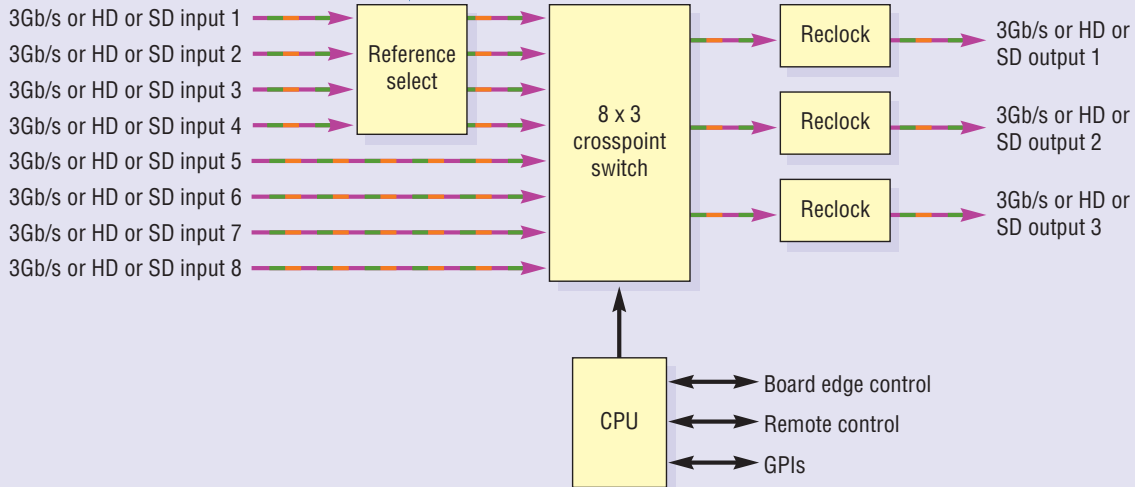 3Gb/s or HD or SD input 1
3Gb/s or HD or SD input 2
3Gb/s or HD or SD input 3
3Gb/s or HD or SD input 4
3Gb/s or HD or SD input 5
3Gb/s or HD or SD input 6
3Gb/s or HD or SD input 7
3Gb/s or HD or SD input 8
Reference
select
8 x 3
crosspoint
switch
Reclock
3Gb/s or HD or
SD output 1
Reclock
3Gb/s or HD or
SD output 2
Reclock
3Gb/s or HD or
SD output 3
CPU
Board edge control
Remote control
GPIs